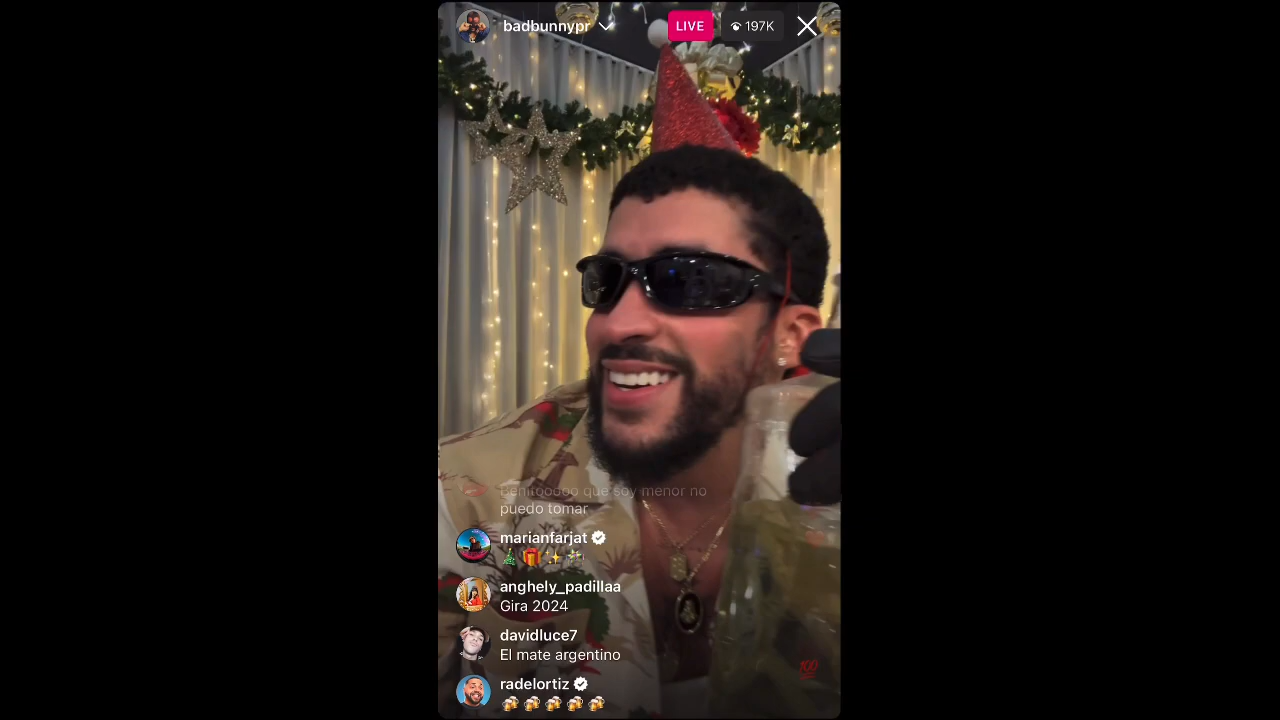 badbunnypr
LIVE
197K
Benitooooo que soy menor no
puedo tomar
marianfarjat
🎄🎁✨🎊
anghely_padillaa
Gira 2024
davidluce7
El mate argentino
radelortiz
🍻🍻🍻🍻🍻
💯